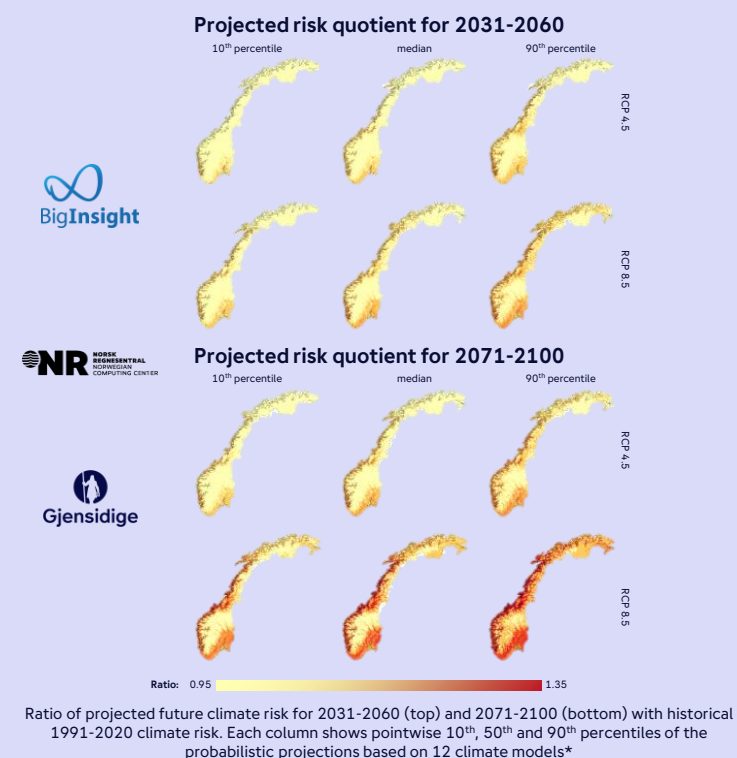 Projected risk quotient for 2031-2060
10th percentile
median
90th percentile
RCP 4.5
BigInsight
RCP 8.5
NR NORSK
REGNESENTRAL
NORWEGIAN
COMPUTING CENTER
Projected risk quotient for 2071-2100
10th percentile
median
90th percentile
RCP 4.5
Gjensidige
RCP 8.5
Ratio: 0.95 1.35
Ratio of projected future climate risk for 2031-2060 (top) and 2071-2100 (bottom) with historical
1991-2020 climate risk. Each column shows pointwise 10th, 50th and 90th percentiles of the
probabilistic projections based on 12 climate models*